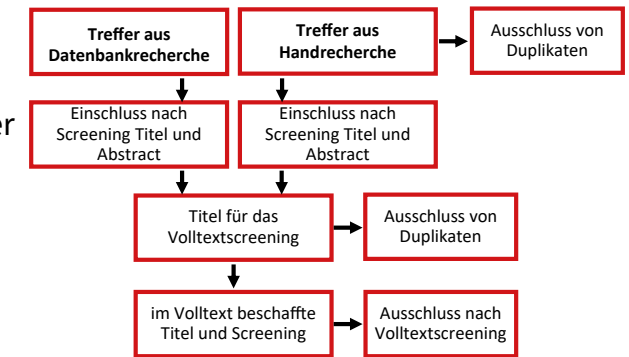 Treffer aus
Datenbankrecherche
Treffer aus
Handrecherche
Ausschluss von
Duplikaten
er
Einschluss nach
Screening Titel und
Abstract
Einschluss nach
Screening Titel und
Abstract
Titel für das
Volltextscreening
Ausschluss von
Duplikaten
im Volltext beschaffte
Titel und Screening
Ausschluss nach
Volltextscreening